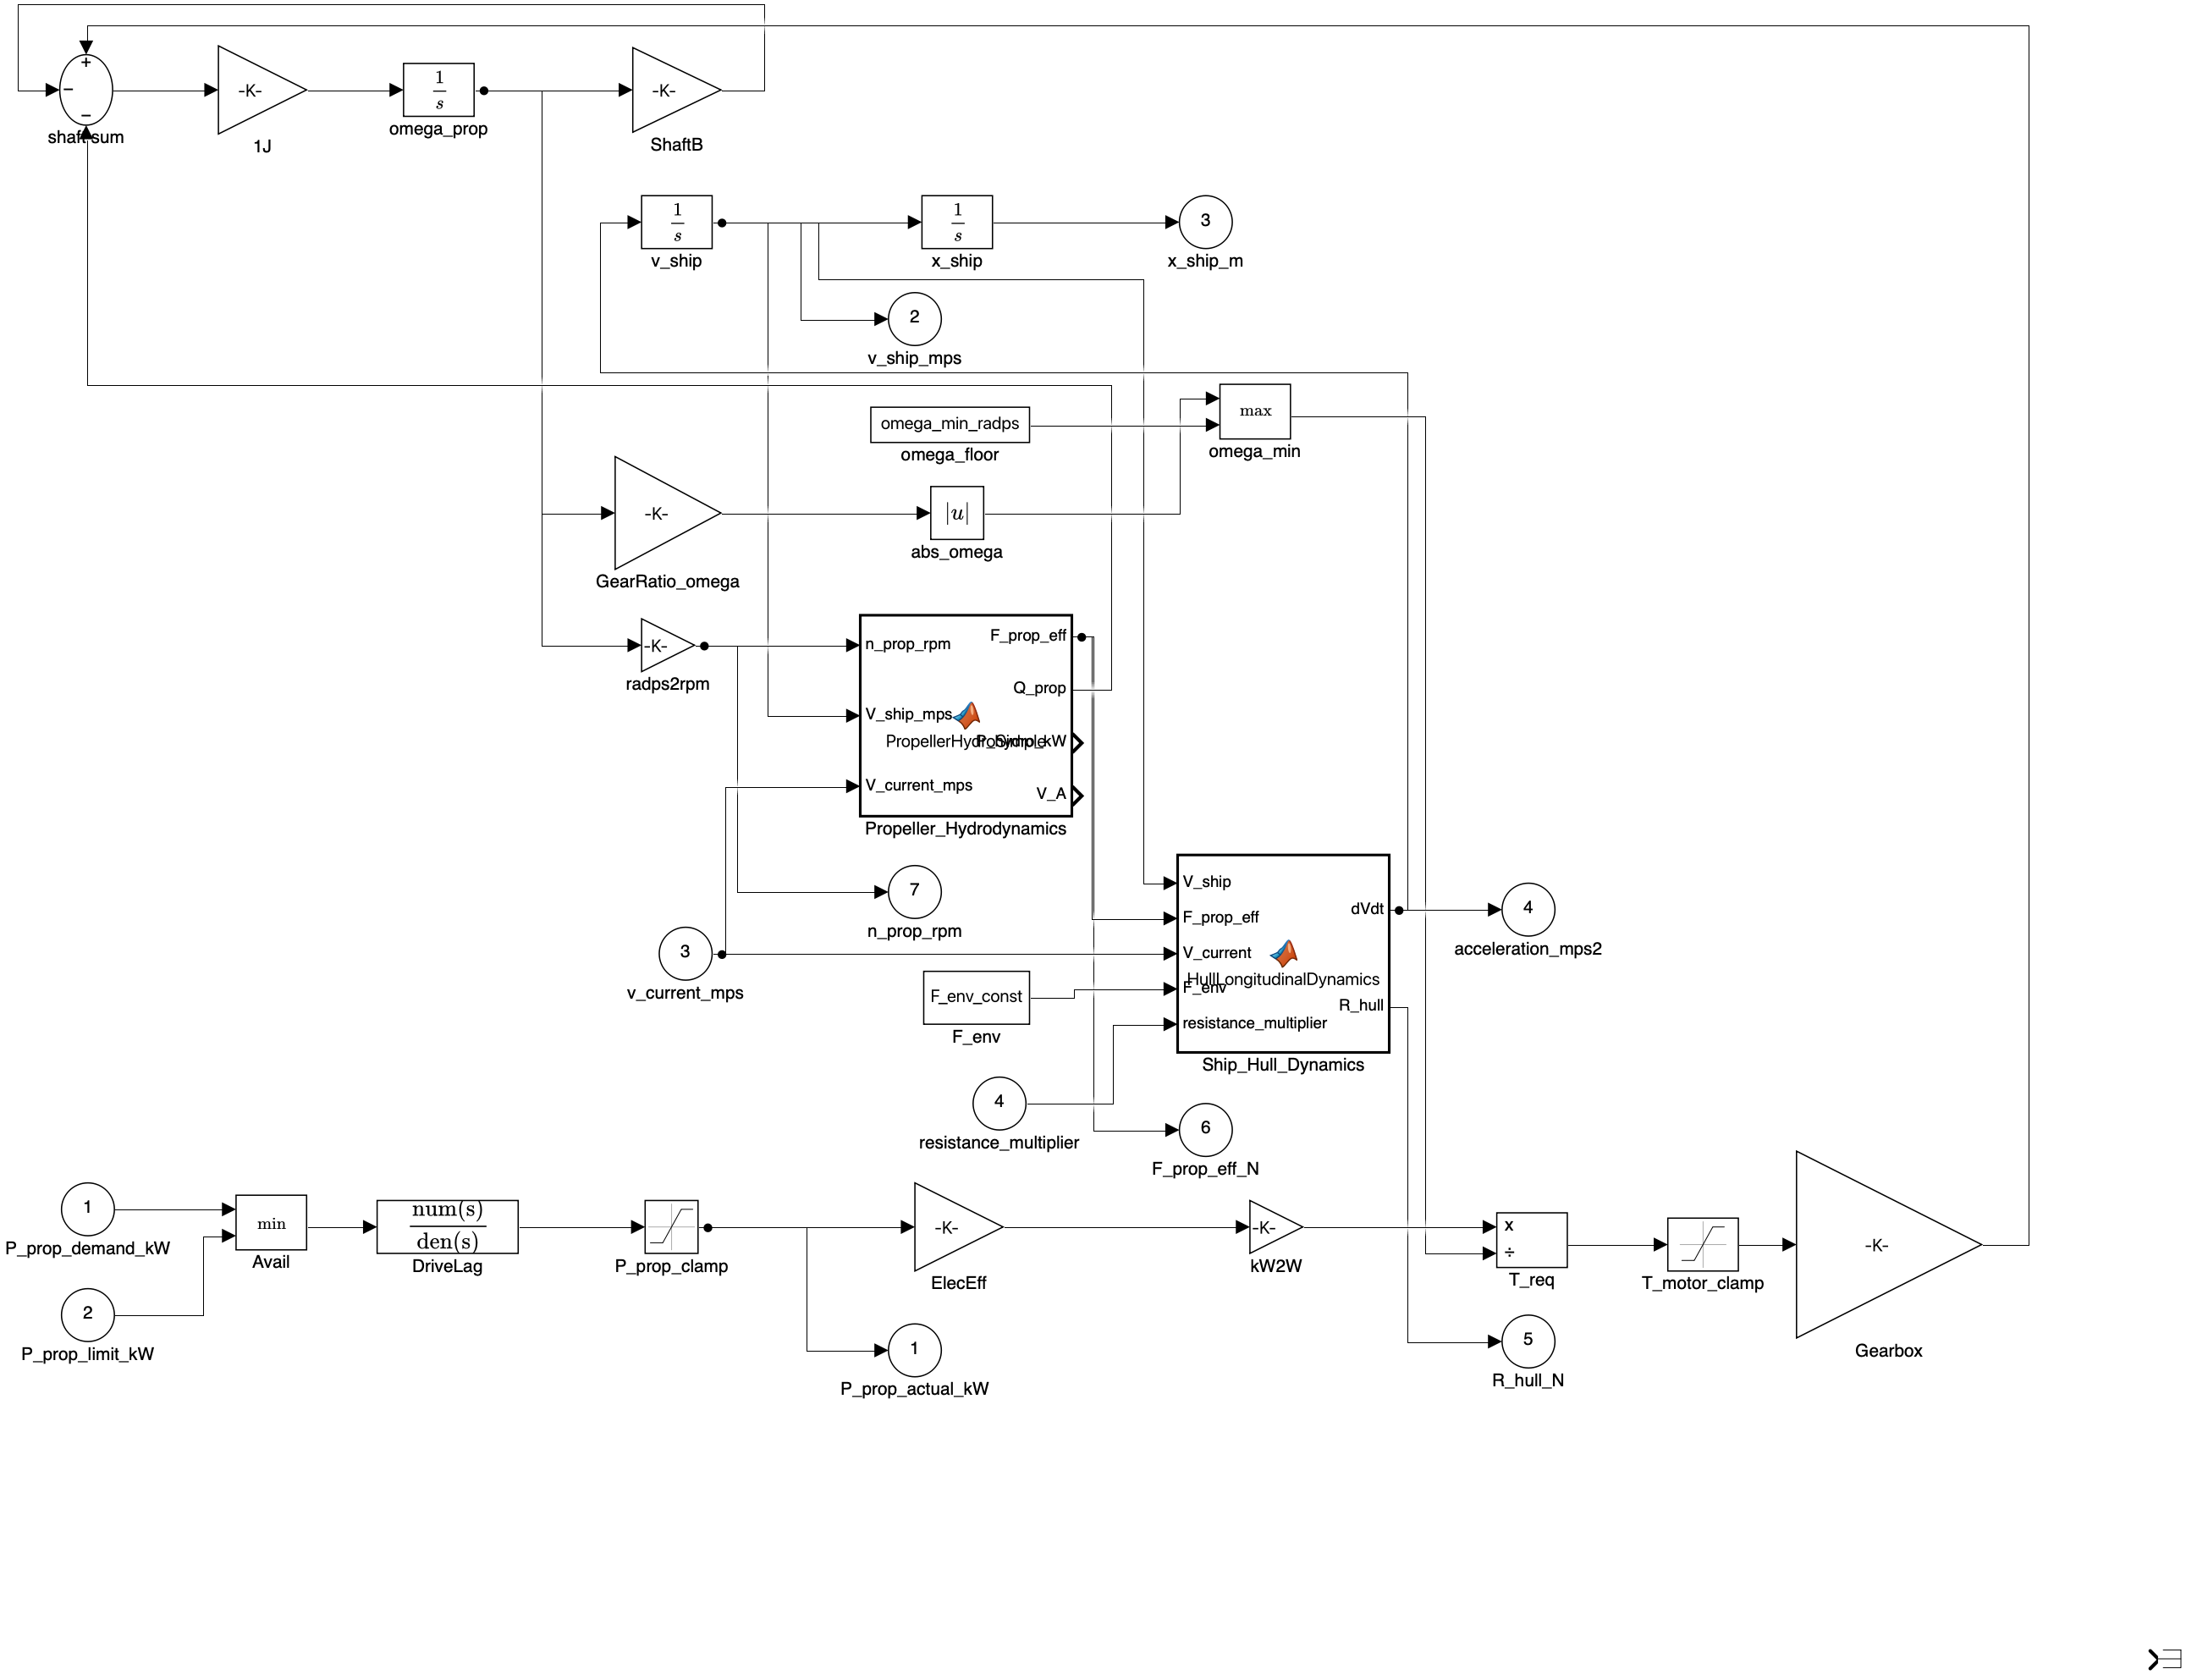 +
−
−
shaft sum
-K-
1J
1
s
omega_prop
-K-
ShaftB
1
s
v_ship
1
s
x_ship
3
x_ship_m
2
v_ship_mps
omega_min_radps
omega_floor
max
omega_min
-K-
GearRatio_omega
|u|
abs_omega
-K-
radps2rpm
n_prop_rpm
V_ship_mps
V_current_mps
F_prop_eff
Q_prop
V_A
Propeller_Hydrodynamics
7
n_prop_rpm
3
v_current_mps
F_env_const
F_env
V_ship
F_prop_eff
V_current
HullLongitudinalDynamics
F_env
resistance_multiplier
dVdt
R_hull
Ship_Hull_Dynamics
4
acceleration_mps2
4
resistance_multiplier
6
F_prop_eff_N
1
P_prop_demand_kW
2
P_prop_limit_kW
min
Avail
num(s)
den(s)
DriveLag
P_prop_clamp
-K-
ElecEff
-K-
kW2W
x
÷
T_req
T_motor_clamp
-K-
Gearbox
1
P_prop_actual_kW
5
R_hull_N